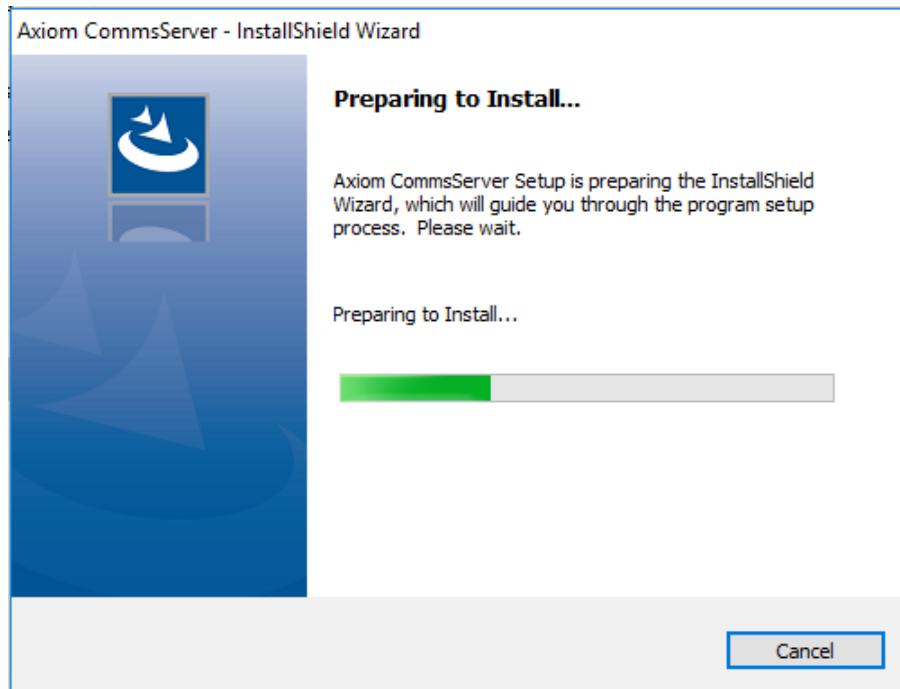 Axiom CommsServer - InstallShield Wizard
Preparing to Install...
Axiom CommsServer Setup is preparing the InstallShield
Wizard, which will guide you through the program setup
process. Please wait.
Preparing to Install...
Cancel